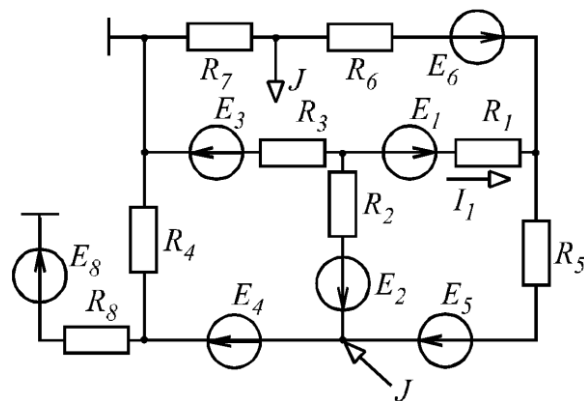 R7 J R6 E6
E3 R3 E1 R1
I1
R4 R2 R5
E8 E2
R8 E4 E5
J